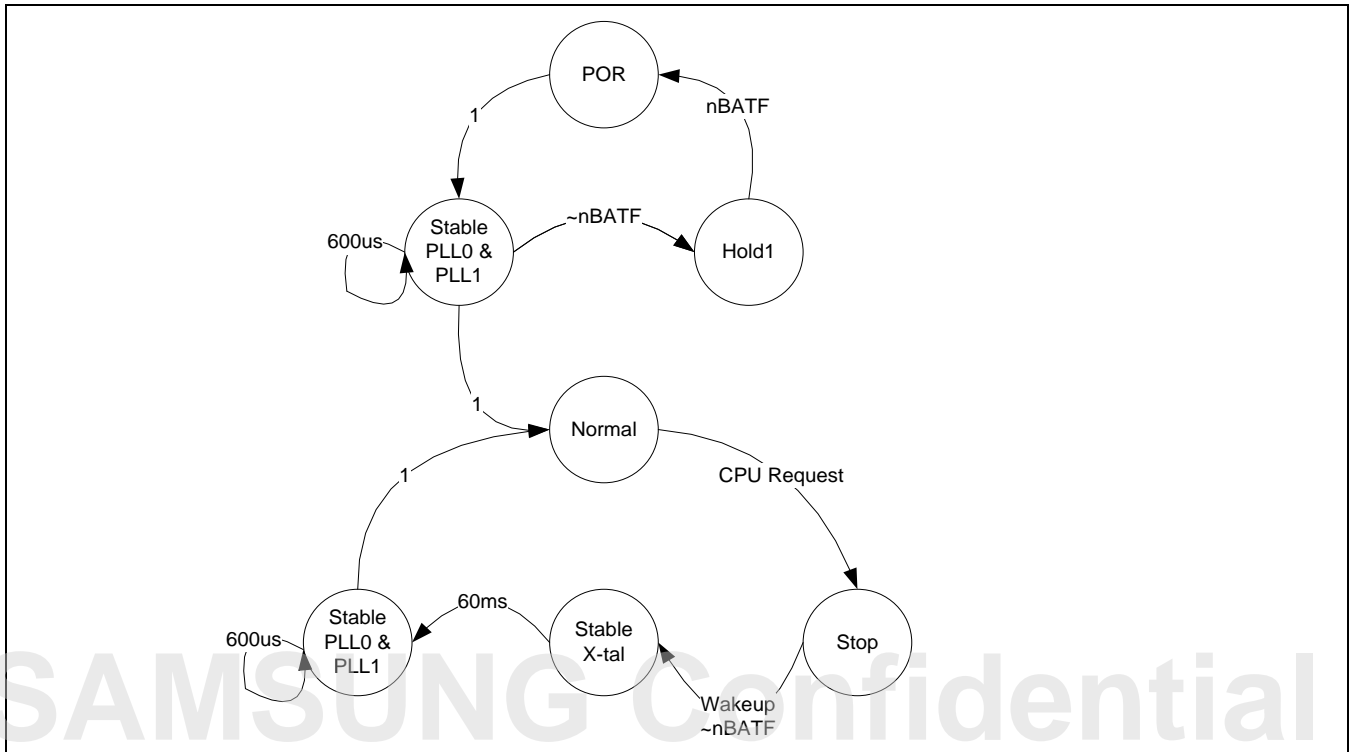 POR
nBATF
1
Stable
PLL0 &
PLL1
~nBATF
600us
Hold1
1
Normal
1
CPU Request
Stable
PLL0 &
PLL1
60ms
600us
Stable
X-tal
Stop
Wakeup
~nBATF
SAMSUNG Confidential